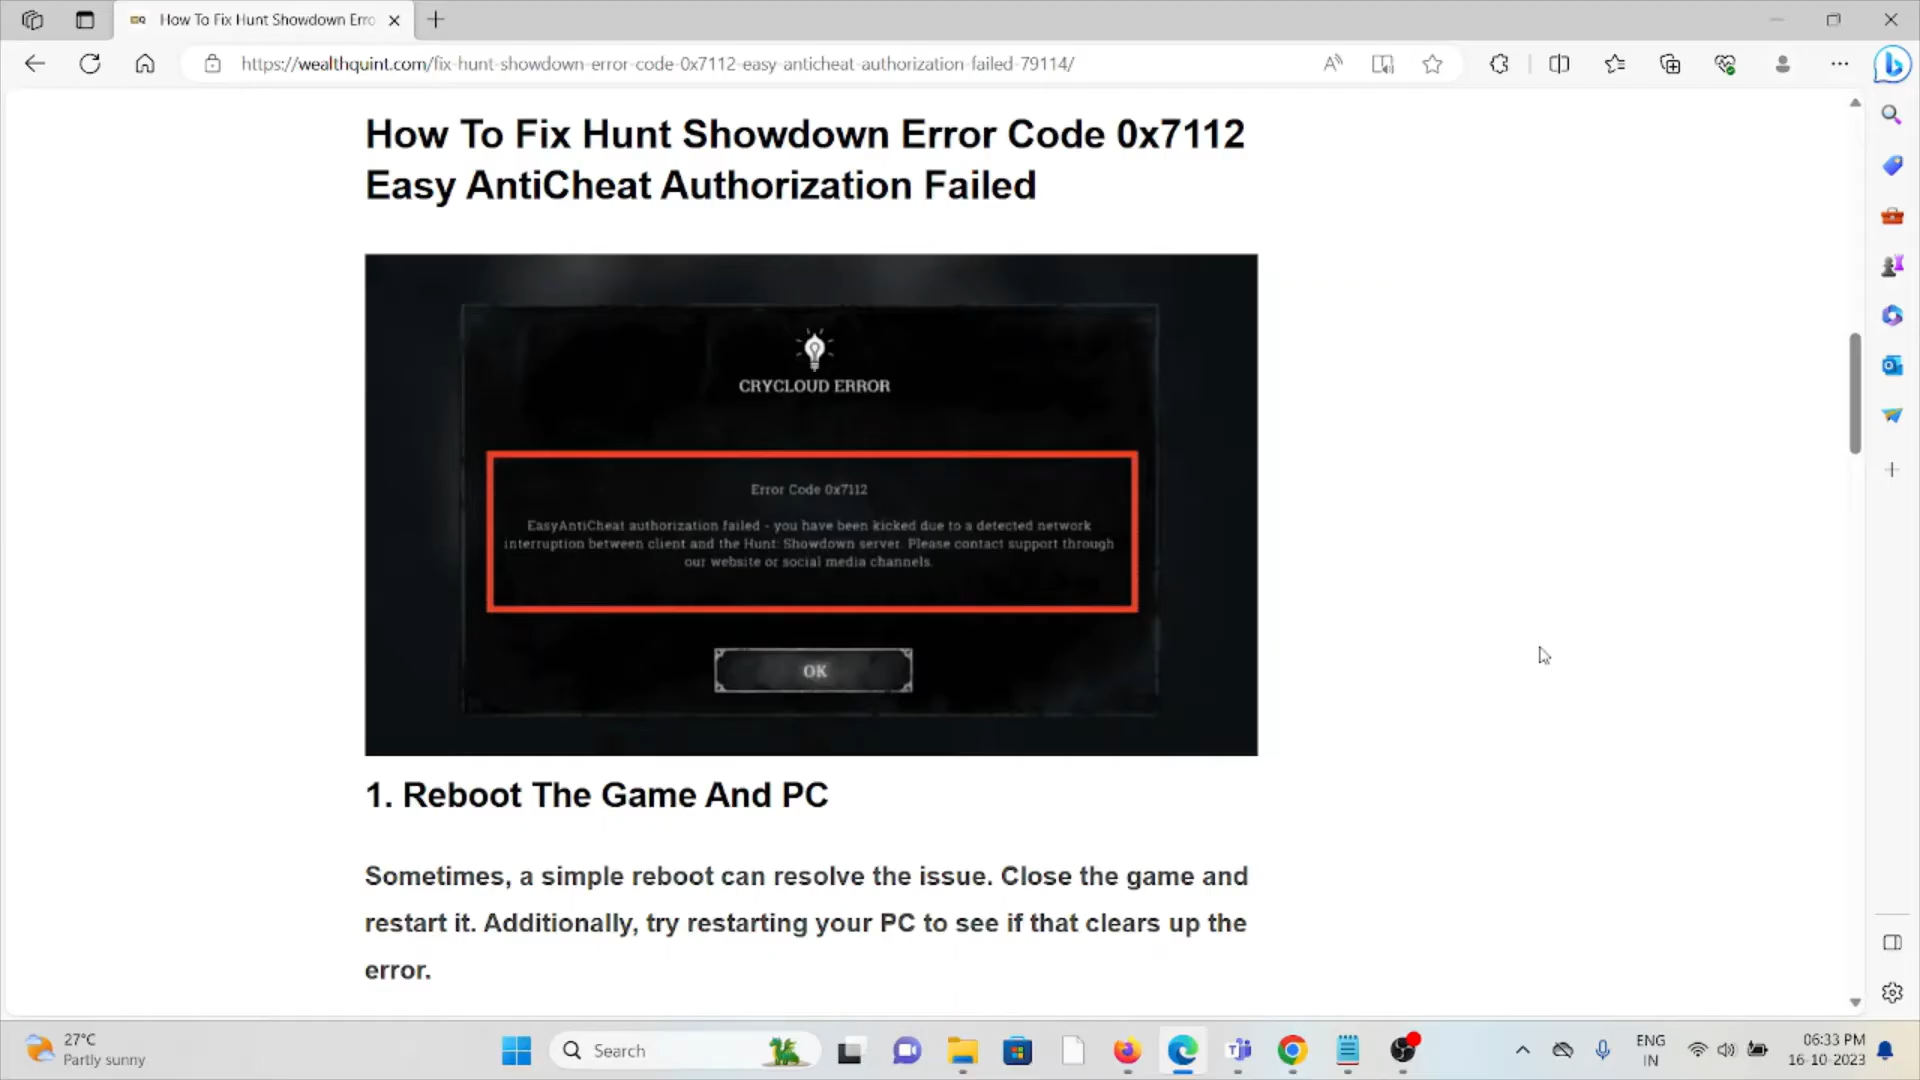 How To Fix Hunt Showdown Erro
https://wealthquint.com/fix-hunt-showdown-error-code-0x7112-easy-anticheat-authorization-failed-79114/
How To Fix Hunt Showdown Error Code 0x7112
Easy AntiCheat Authorization Failed
CRYCLOUD ERROR
Error Code 0x7112
EasyAntiCheat authorization failed - you have been kicked due to a detected network
interruption between client and the Hunt: Showdown server. Please contact support through
our website or social media channels.
OK
1. Reboot The Game And PC
Sometimes, a simple reboot can resolve the issue. Close the game and
restart it. Additionally, try restarting your PC to see if that clears up the
error.
27°C
Partly sunny
Search
ENG
IN
06:33 PM
16-10-2023